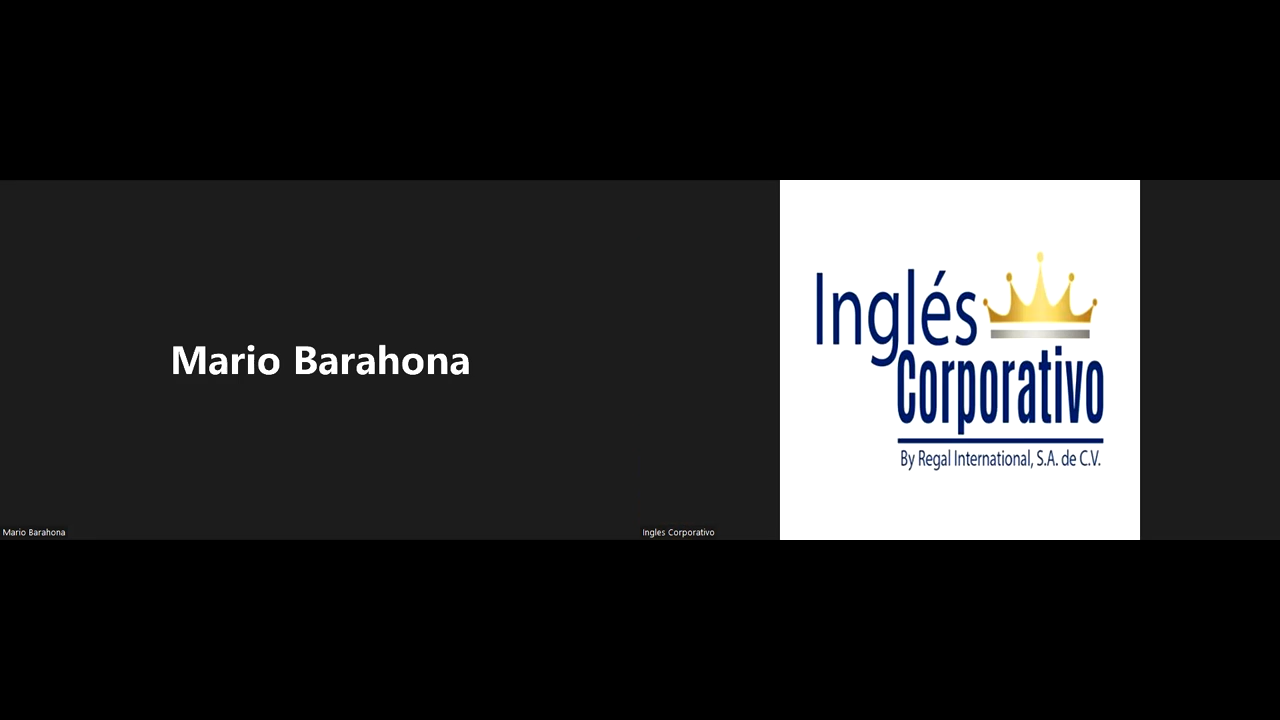 Mario Barahona
Inglés
Corporativo
By Regal International, S.A. de C.V.
Mario Barahona
Ingles Corporativo